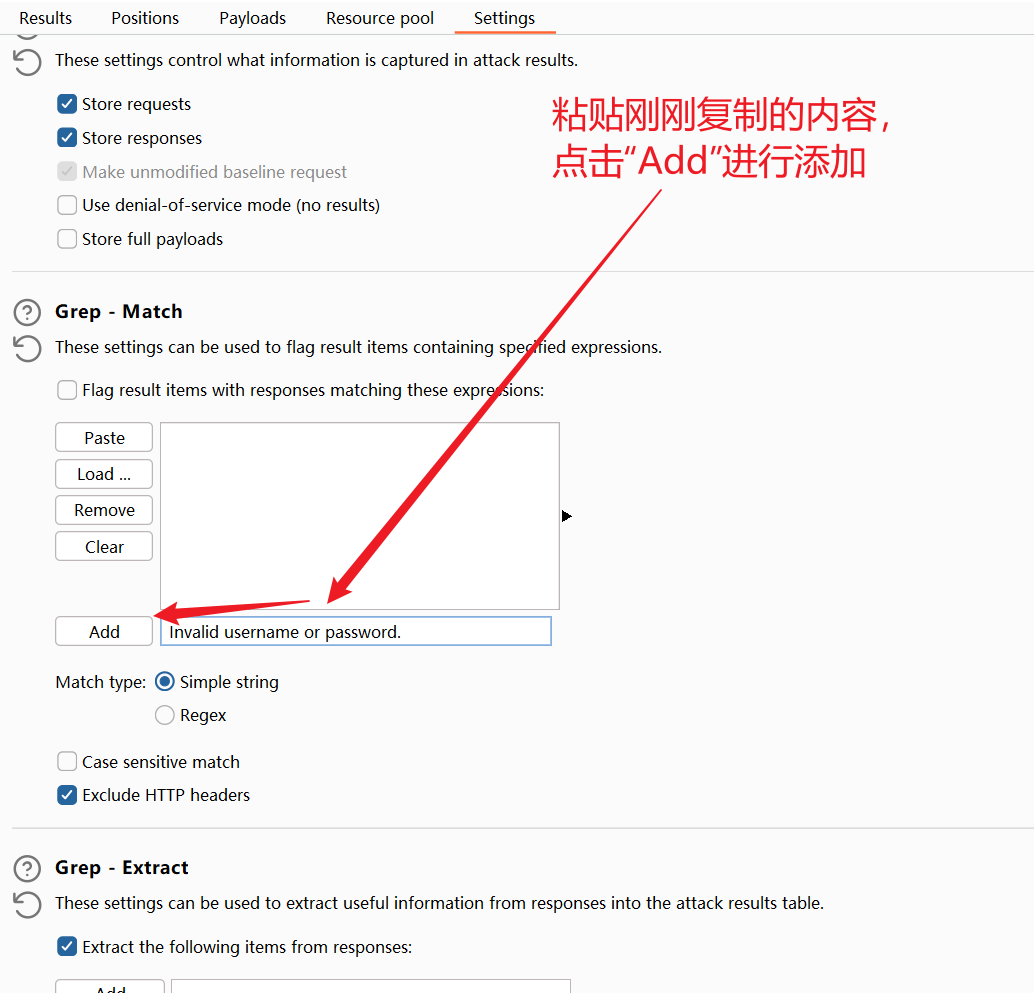 Results Positions Payloads Resource pool Settings
These settings control what information is captured in attack results.
Store requests
Store responses
Make unmodified baseline request
Use denial-of-service mode (no results)
Store full payloads
粘贴刚刚复制的内容，
点击“Add”进行添加
Grep - Match
These settings can be used to flag result items containing specified expressions.
Flag result items with responses matching these expressions:
Paste
Load ...
Remove
Clear
Add Invalid username or password.
Match type: Simple string
Regex
Case sensitive match
Exclude HTTP headers
Grep - Extract
These settings can be used to extract useful information from responses into the attack results table.
Extract the following items from responses:
Add